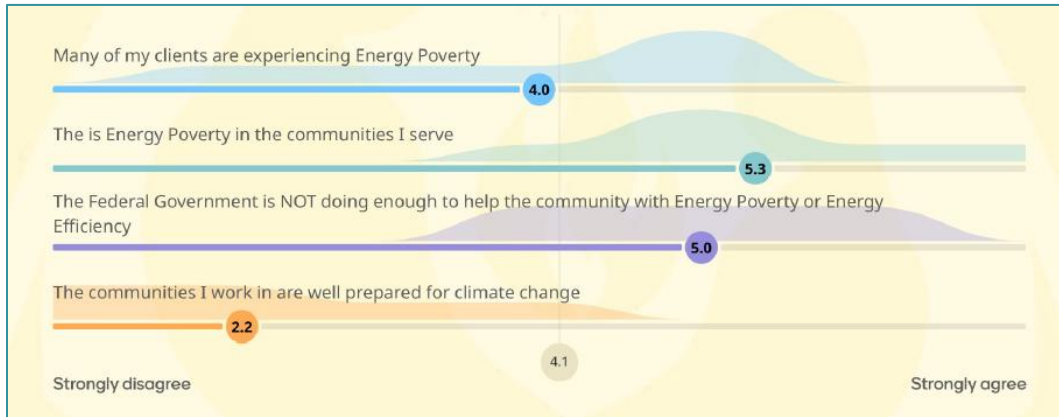 Many of my clients are experiencing Energy Poverty
4.0
The is Energy Poverty in the communities I serve
5.3
The Federal Government is NOT doing enough to help the community with Energy Poverty or Energy
Efficiency
5.0
The communities I work in are well prepared for climate change
2.2
4.1
Strongly disagree
Strongly agree